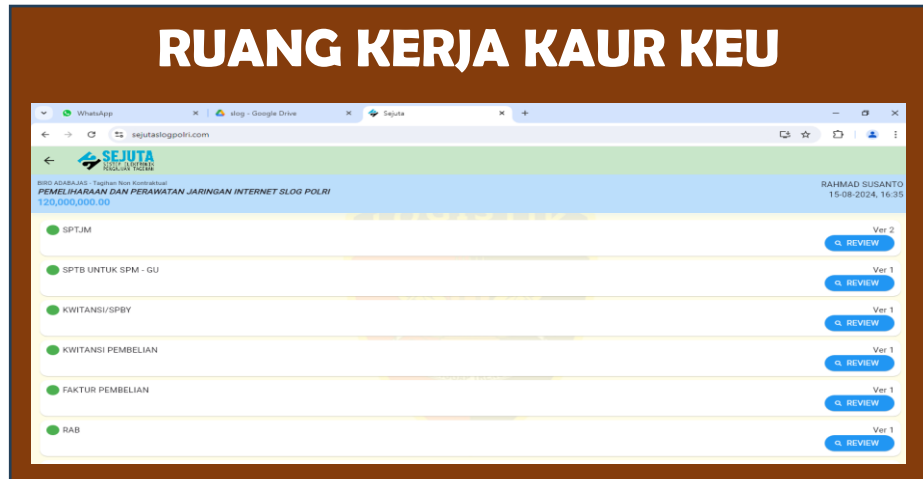 RUANG KERJA KAUR KEU
WhatsApp
slog - Google Drive
Sejuta
sejutaslogpolri.com
SEJUTA
BIRO ADABAJAS - Tagihan Non Kontraktual
PEMELIHARAAN DAN PERAWATAN JARINGAN INTERNET SLOG POLRI
120,000,000.00
RAHMAD SUSANTO
15-08-2024, 16:35
SPTJM
Ver 2
REVIEW
SPTB UNTUK SPM - GU
Ver 1
REVIEW
KWITANSI/SPBY
Ver 1
REVIEW
KWITANSI PEMBELIAN
Ver 1
REVIEW
FAKTUR PEMBELIAN
Ver 1
REVIEW
RAB
Ver 1
REVIEW